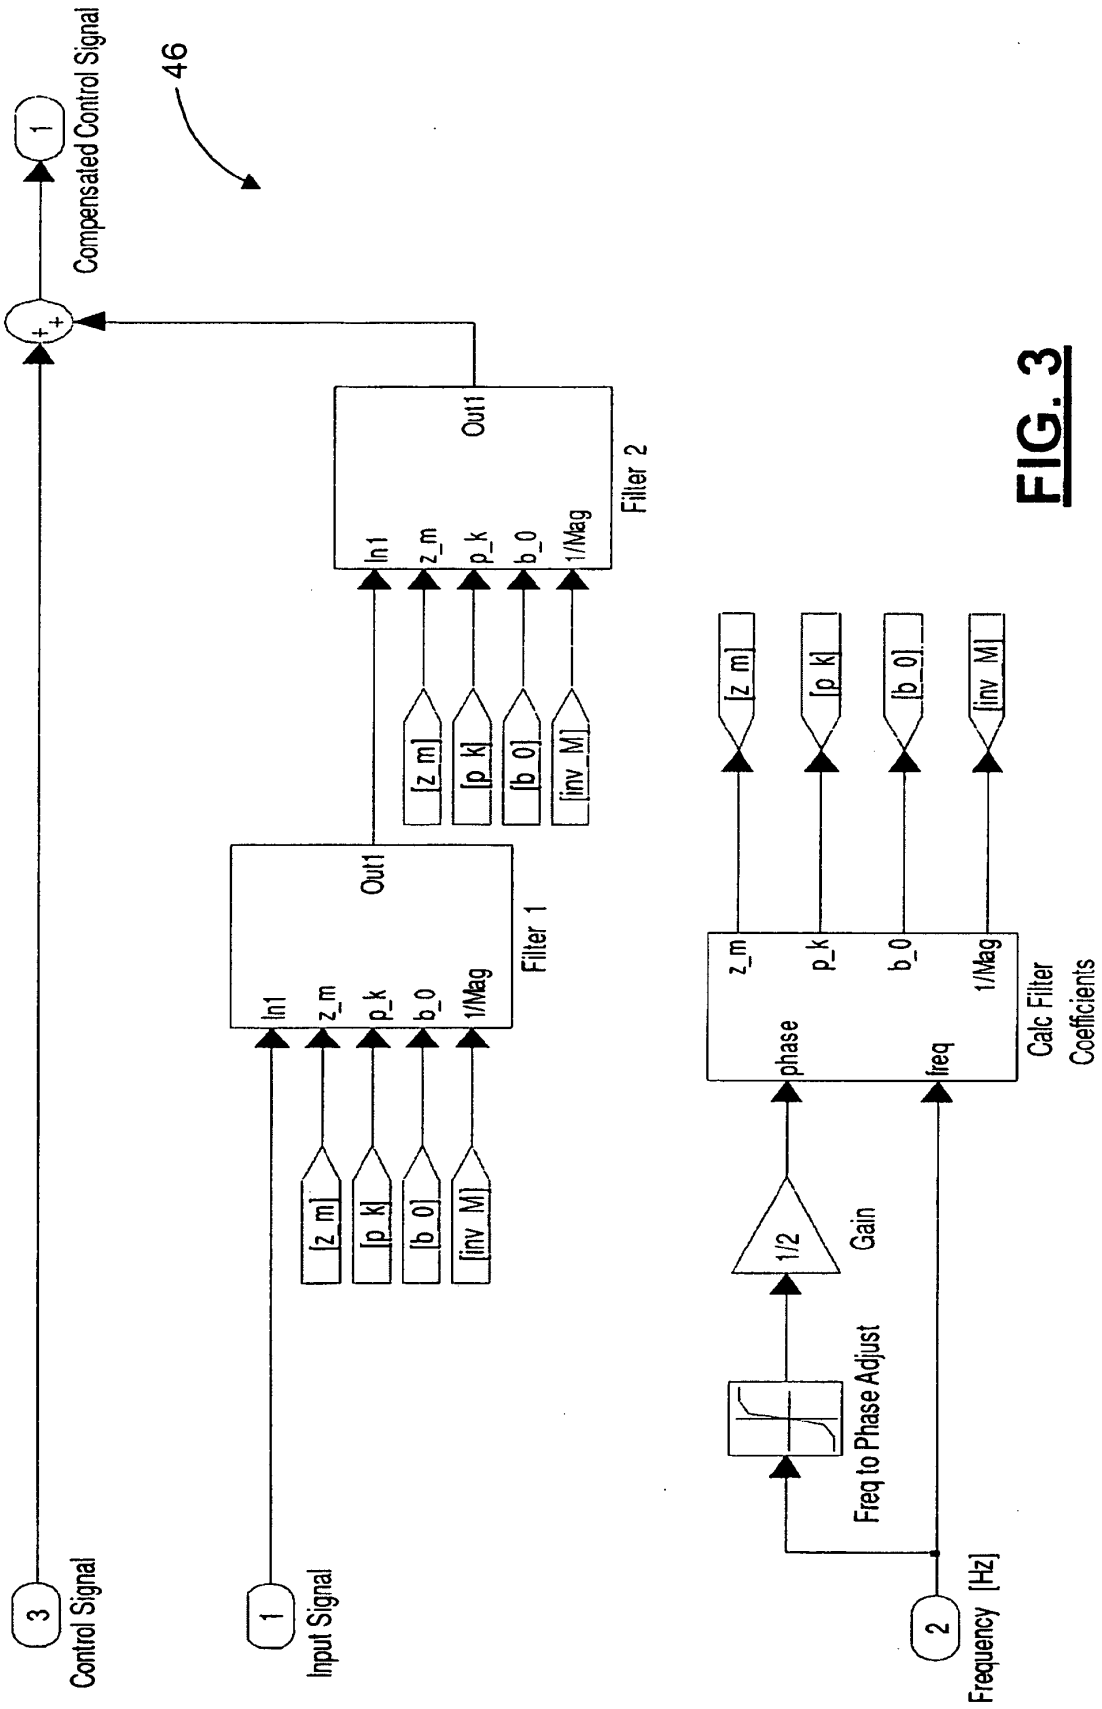 3
Control Signal
+
+
1
Compensated Control Signal
46
1
Input Signal
In1
z_m
p_k
b_0
1/Mag
Out1
Filter 1
[z_m]
[p_k]
[b_0]
[inv_M]
In1
z_m
p_k
b_0
1/Mag
Out1
Filter 2
[z_m]
[p_k]
[b_0]
[inv_M]
2
Frequency [Hz]
Freq to Phase Adjust
1/2
Gain
phase
freq
z_m
p_k
b_0
1/Mag
Calc Filter
Coefficients
[z_m]
[p_k]
[b_0]
[inv_M]
FIG. 3